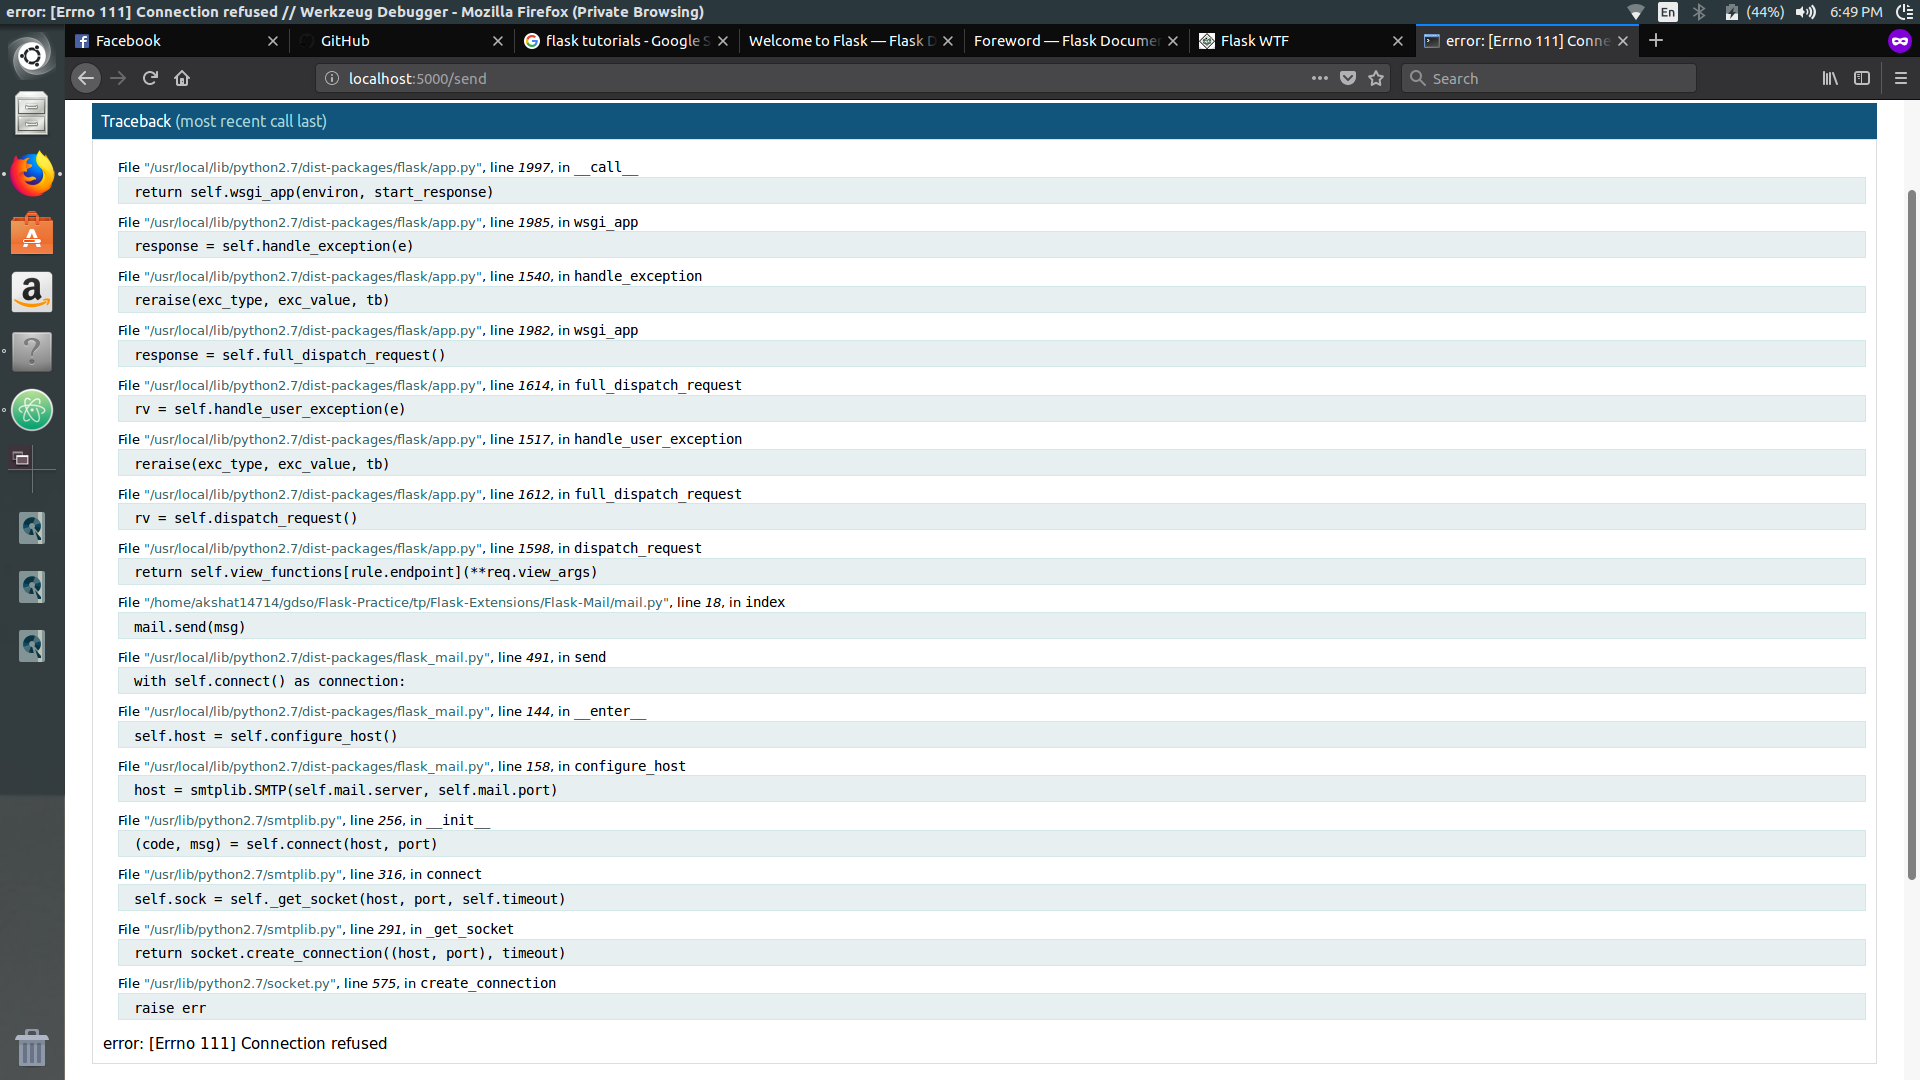 error: [Errno 111] Connection refused // Werkzeug Debugger - Mozilla Firefox (Private Browsing)
En
(44%)
6:49 PM
Facebook
GitHub
flask tutorials - Google S
Welcome to Flask — Flask D
Foreword — Flask Documen
Flask WTF
error: [Errno 111] Conne
localhost:5000/send
Search
Traceback (most recent call last)
File "/usr/local/lib/python2.7/dist-packages/flask/app.py", line 1997, in __call__
return self.wsgi_app(environ, start_response)
File "/usr/local/lib/python2.7/dist-packages/flask/app.py", line 1985, in wsgi_app
response = self.handle_exception(e)
File "/usr/local/lib/python2.7/dist-packages/flask/app.py", line 1540, in handle_exception
reraise(exc_type, exc_value, tb)
File "/usr/local/lib/python2.7/dist-packages/flask/app.py", line 1982, in wsgi_app
response = self.full_dispatch_request()
File "/usr/local/lib/python2.7/dist-packages/flask/app.py", line 1614, in full_dispatch_request
rv = self.handle_user_exception(e)
File "/usr/local/lib/python2.7/dist-packages/flask/app.py", line 1517, in handle_user_exception
reraise(exc_type, exc_value, tb)
File "/usr/local/lib/python2.7/dist-packages/flask/app.py", line 1612, in full_dispatch_request
rv = self.dispatch_request()
File "/usr/local/lib/python2.7/dist-packages/flask/app.py", line 1598, in dispatch_request
return self.view_functions[rule.endpoint](**req.view_args)
File "/home/akshat14714/gdso/Flask-Practice/tp/Flask-Extensions/Flask-Mail/mail.py", line 18, in index
mail.send(msg)
File "/usr/local/lib/python2.7/dist-packages/flask_mail.py", line 491, in send
with self.connect() as connection:
File "/usr/local/lib/python2.7/dist-packages/flask_mail.py", line 144, in __enter__
self.host = self.configure_host()
File "/usr/local/lib/python2.7/dist-packages/flask_mail.py", line 158, in configure_host
host = smtplib.SMTP(self.mail.server, self.mail.port)
File "/usr/lib/python2.7/smtplib.py", line 256, in __init__
(code, msg) = self.connect(host, port)
File "/usr/lib/python2.7/smtplib.py", line 316, in connect
self.sock = self._get_socket(host, port, self.timeout)
File "/usr/lib/python2.7/smtplib.py", line 291, in _get_socket
return socket.create_connection((host, port), timeout)
File "/usr/lib/python2.7/socket.py", line 575, in create_connection
raise err
error: [Errno 111] Connection refused